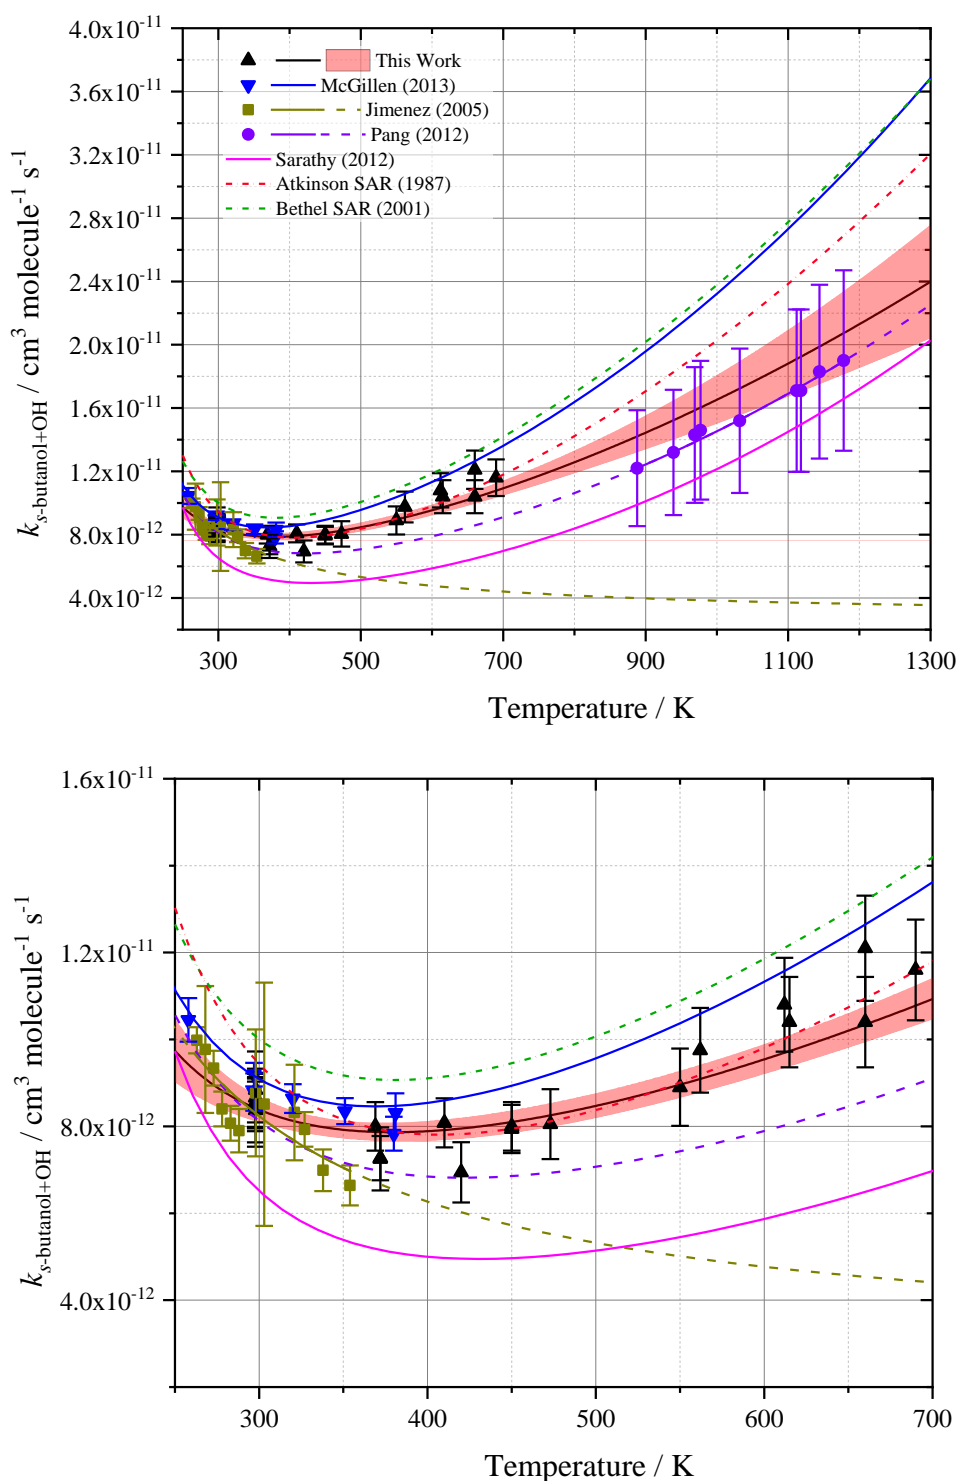 4.0x10⁻¹¹
3.6x10⁻¹¹
3.2x10⁻¹¹
2.8x10⁻¹¹
2.4x10⁻¹¹
2.0x10⁻¹¹
1.6x10⁻¹¹
1.2x10⁻¹¹
8.0x10⁻¹²
4.0x10⁻¹²
k_s-butanol+OH / cm³ molecule⁻¹ s⁻¹
This Work
McGillen (2013)
Jimenez (2005)
Pang (2012)
Sarathy (2012)
Atkinson SAR (1987)
Bethel SAR (2001)
300 500 700 900 1100 1300
Temperature / K
1.6x10⁻¹¹
1.2x10⁻¹¹
8.0x10⁻¹²
4.0x10⁻¹²
k_s-butanol+OH / cm³ molecule⁻¹ s⁻¹
300 400 500 600 700
Temperature / K